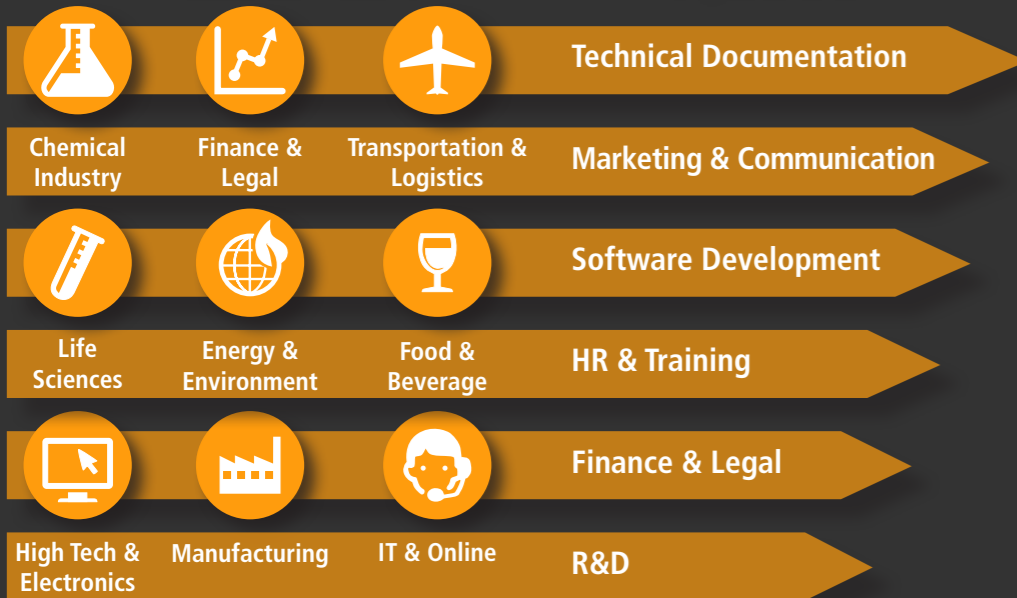 Technical Documentation
Chemical
Industry
Finance &
Legal
Transportation &
Logistics
Marketing & Communication
Software Development
Life
Sciences
Energy &
Environment
Food &
Beverage
HR & Training
Finance & Legal
High Tech &
Electronics
Manufacturing
IT & Online
R&D